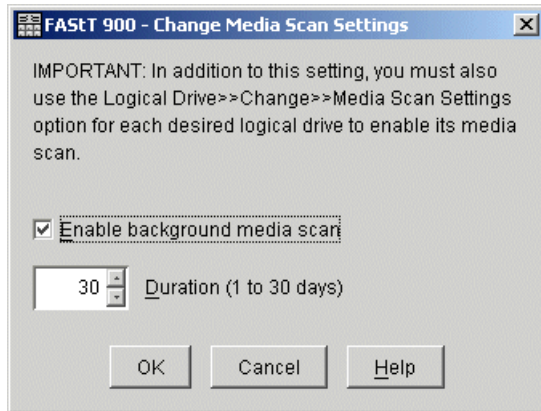 FAStT 900 - Change Media Scan Settings
IMPORTANT: In addition to this setting, you must also
use the Logical Drive>>Change>>Media Scan Settings
option for each desired logical drive to enable its media
scan.
Enable background media scan
30 Duration (1 to 30 days)
OK Cancel Help